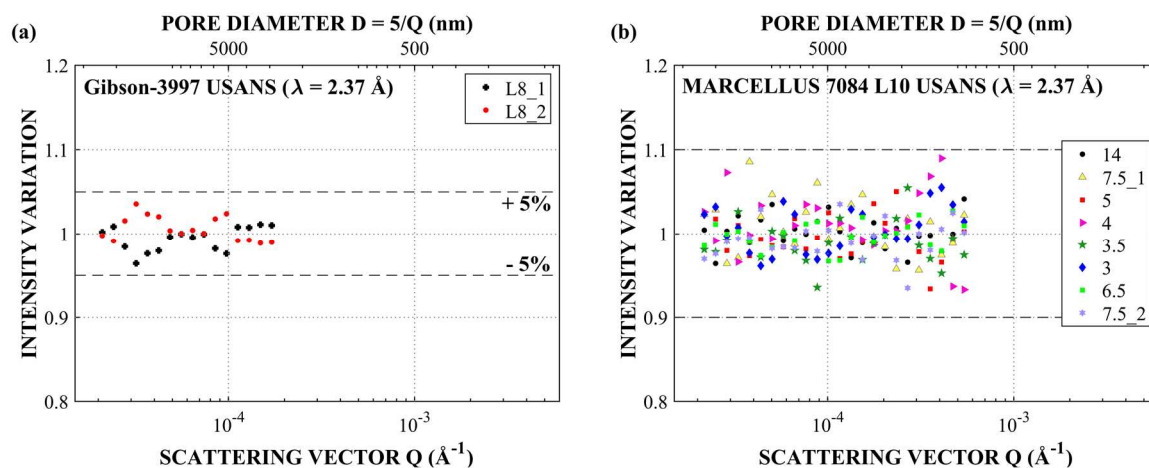 (a)
PORE DIAMETER D = 5/Q (nm)
5000 500
Gibson-3997 USANS (λ = 2.37 Å)
L8_1
L8_2
+ 5%
- 5%
INTENSITY VARIATION
1.2
1.1
1
0.9
0.8
10^-4 10^-3
SCATTERING VECTOR Q (Å^-1)
(b)
PORE DIAMETER D = 5/Q (nm)
5000 500
MARCELLUS 7084 L10 USANS (λ = 2.37 Å)
14
7.5_1
5
4
3.5
3
6.5
7.5_2
INTENSITY VARIATION
1.2
1.1
1
0.9
0.8
10^-4 10^-3
SCATTERING VECTOR Q (Å^-1)